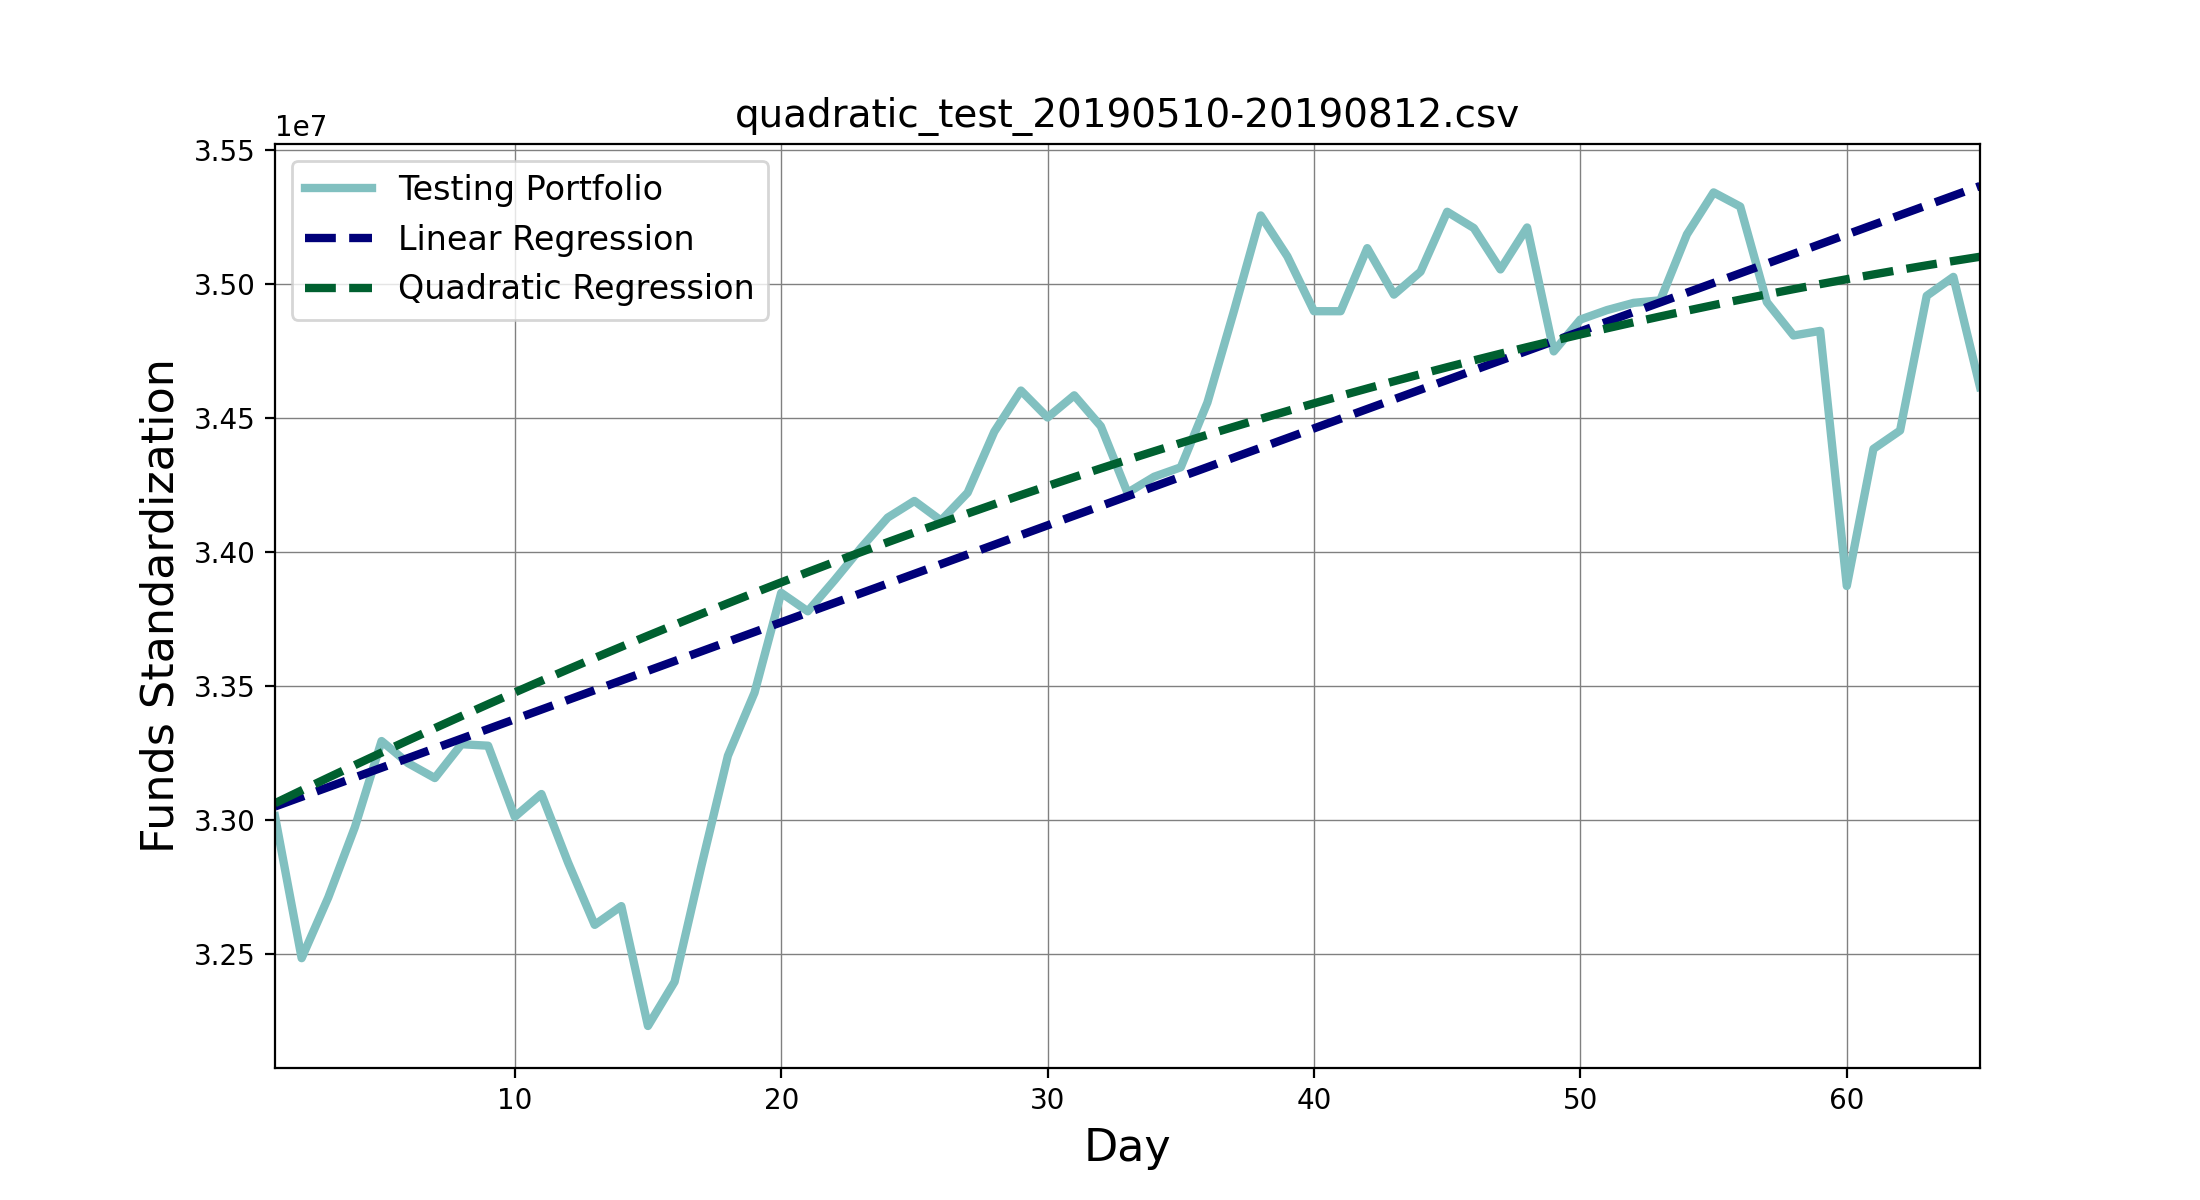 quadratic_test_20190510-20190812.csv
1e7
3.55
3.50
3.45
3.40
3.35
3.30
3.25
Funds Standardization
Testing Portfolio
Linear Regression
Quadratic Regression
10 20 30 40 50 60
Day